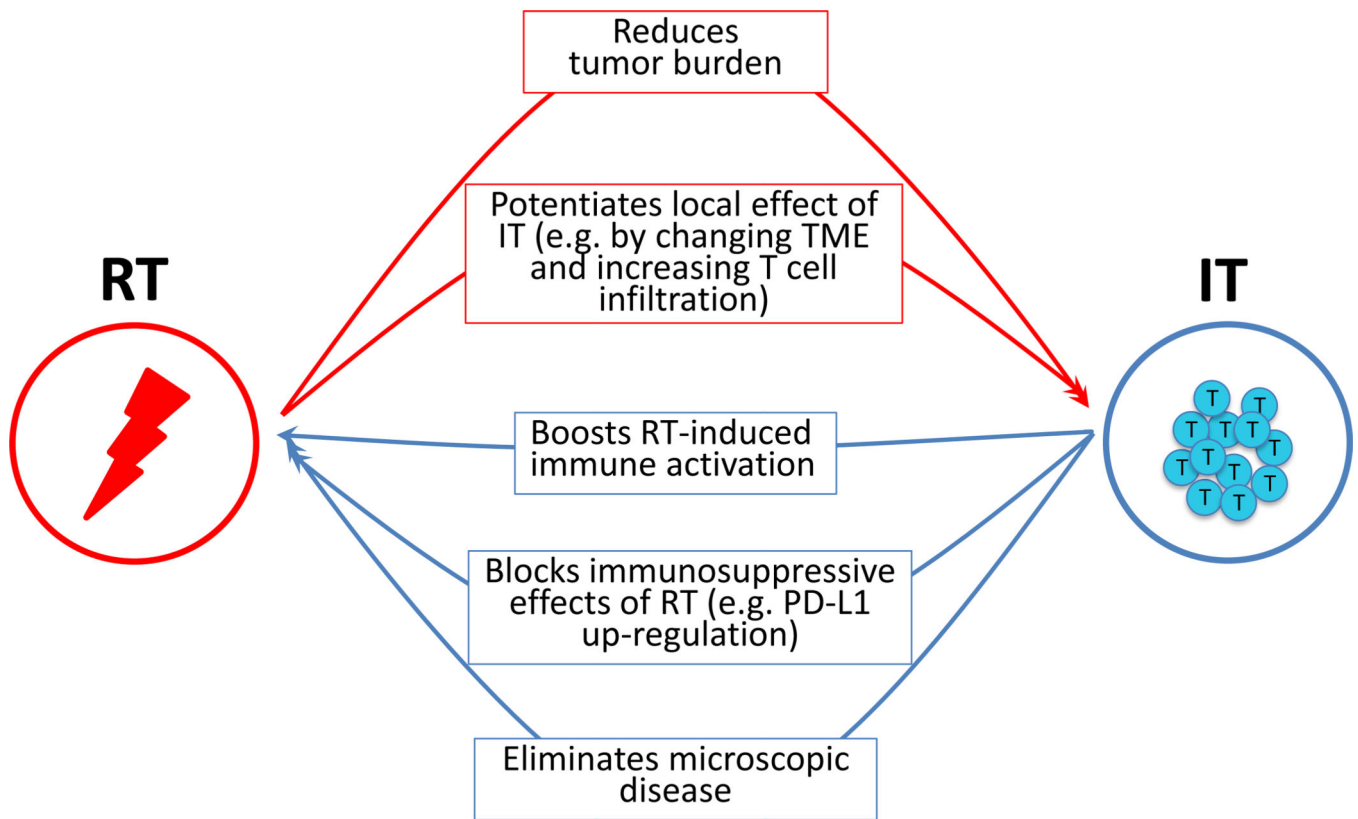 Reduces
tumor burden
Potentiates local effect of
IT (e.g. by changing TME
and increasing T cell
infiltration)
RT
IT
Boosts RT-induced
immune activation
T
T
T
T
T
T
T
T
T
T
T
T
Blocks immunosuppressive
effects of RT (e.g. PD-L1
up-regulation)
Eliminates microscopic
disease